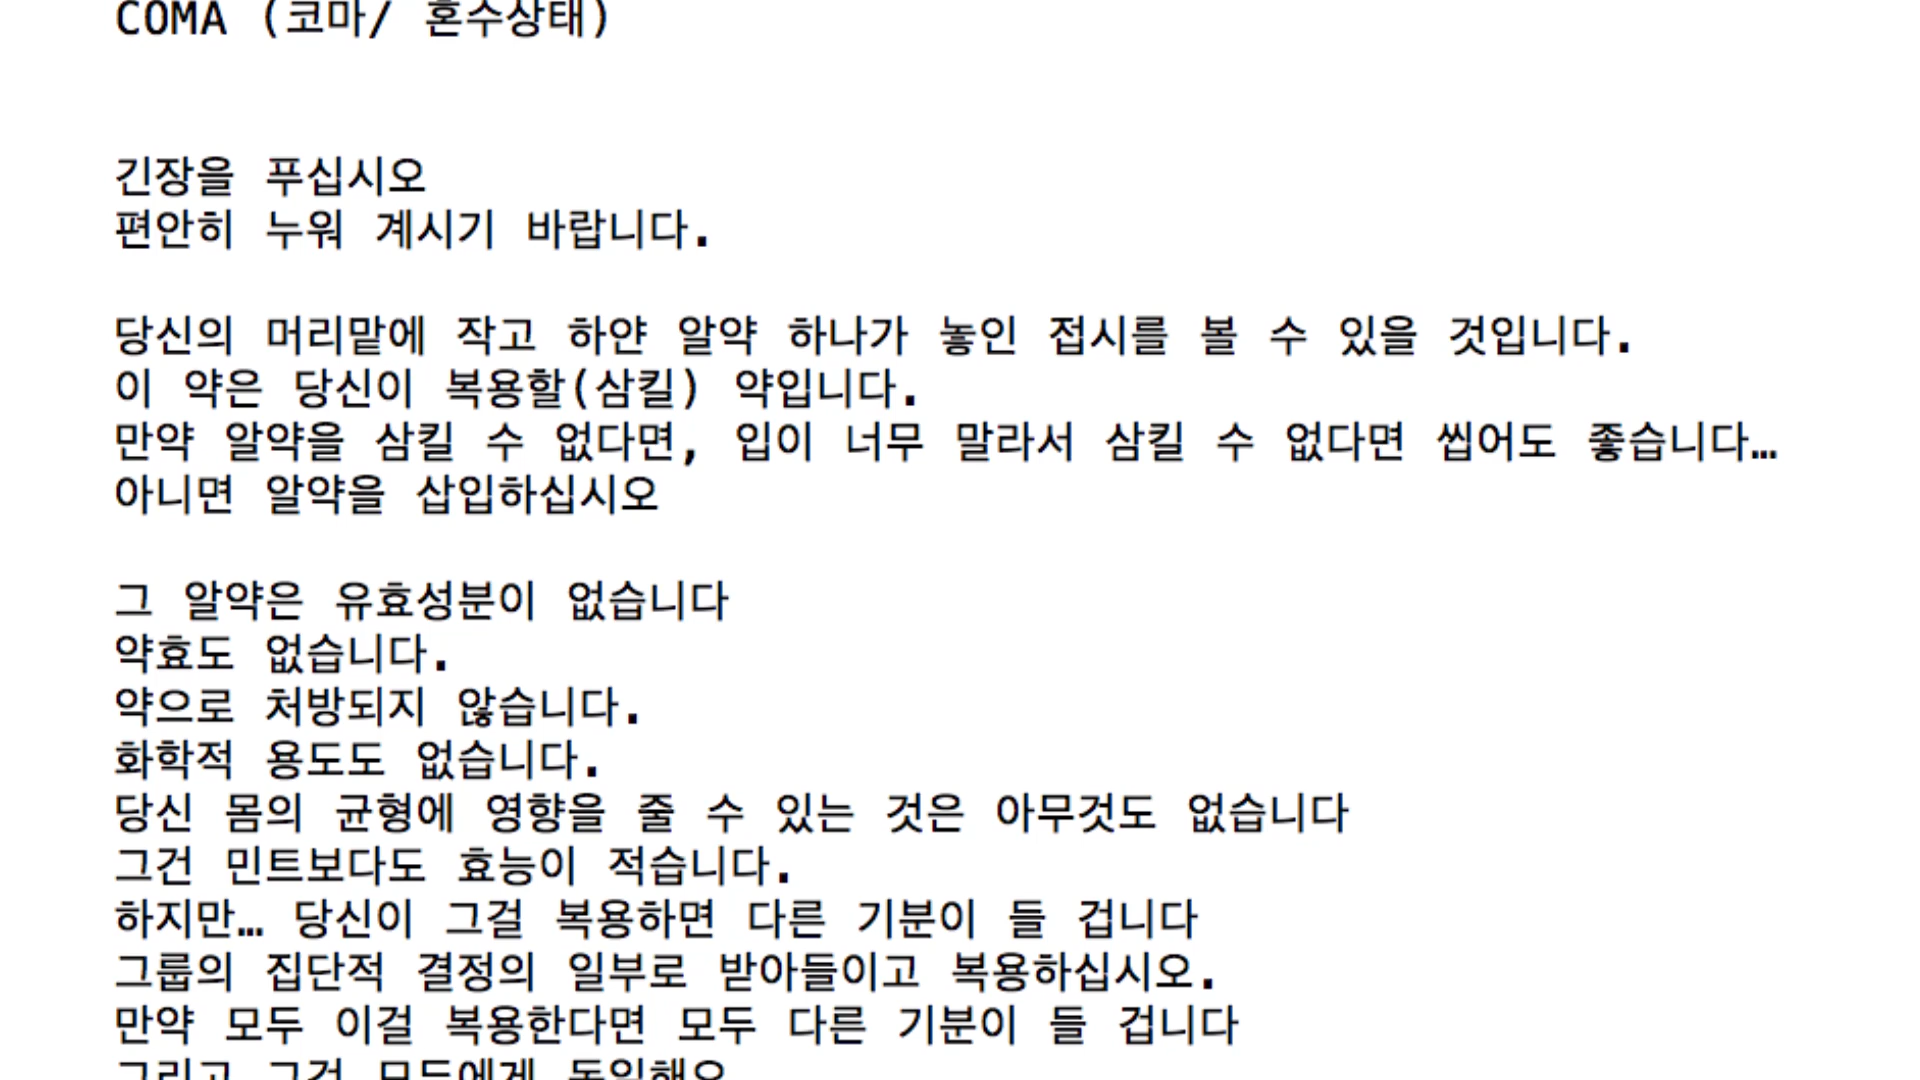 COMA (코마/ 혼수상태)
긴장을 푸십시오
편안히 누워 계시기 바랍니다.
당신의 머리맡에 작고 하얀 알약 하나가 놓인 접시를 볼 수 있을 것입니다.
이 약은 당신이 복용할(삼킬) 약입니다.
만약 알약을 삼킬 수 없다면, 입이 너무 말라서 삼킬 수 없다면 씹어도 좋습니다…
아니면 알약을 삽입하십시오
그 알약은 유효성분이 없습니다
약효도 없습니다.
약으로 처방되지 않습니다.
화학적 용도도 없습니다.
당신 몸의 균형에 영향을 줄 수 있는 것은 아무것도 없습니다
그건 민트보다도 효능이 적습니다.
하지만… 당신이 그걸 복용하면 다른 기분이 들 겁니다
그룹의 집단적 결정의 일부로 받아들이고 복용하십시오.
만약 모두 이걸 복용한다면 모두 다른 기분이 들 겁니다
그리고 그건 모두에게 동일해요